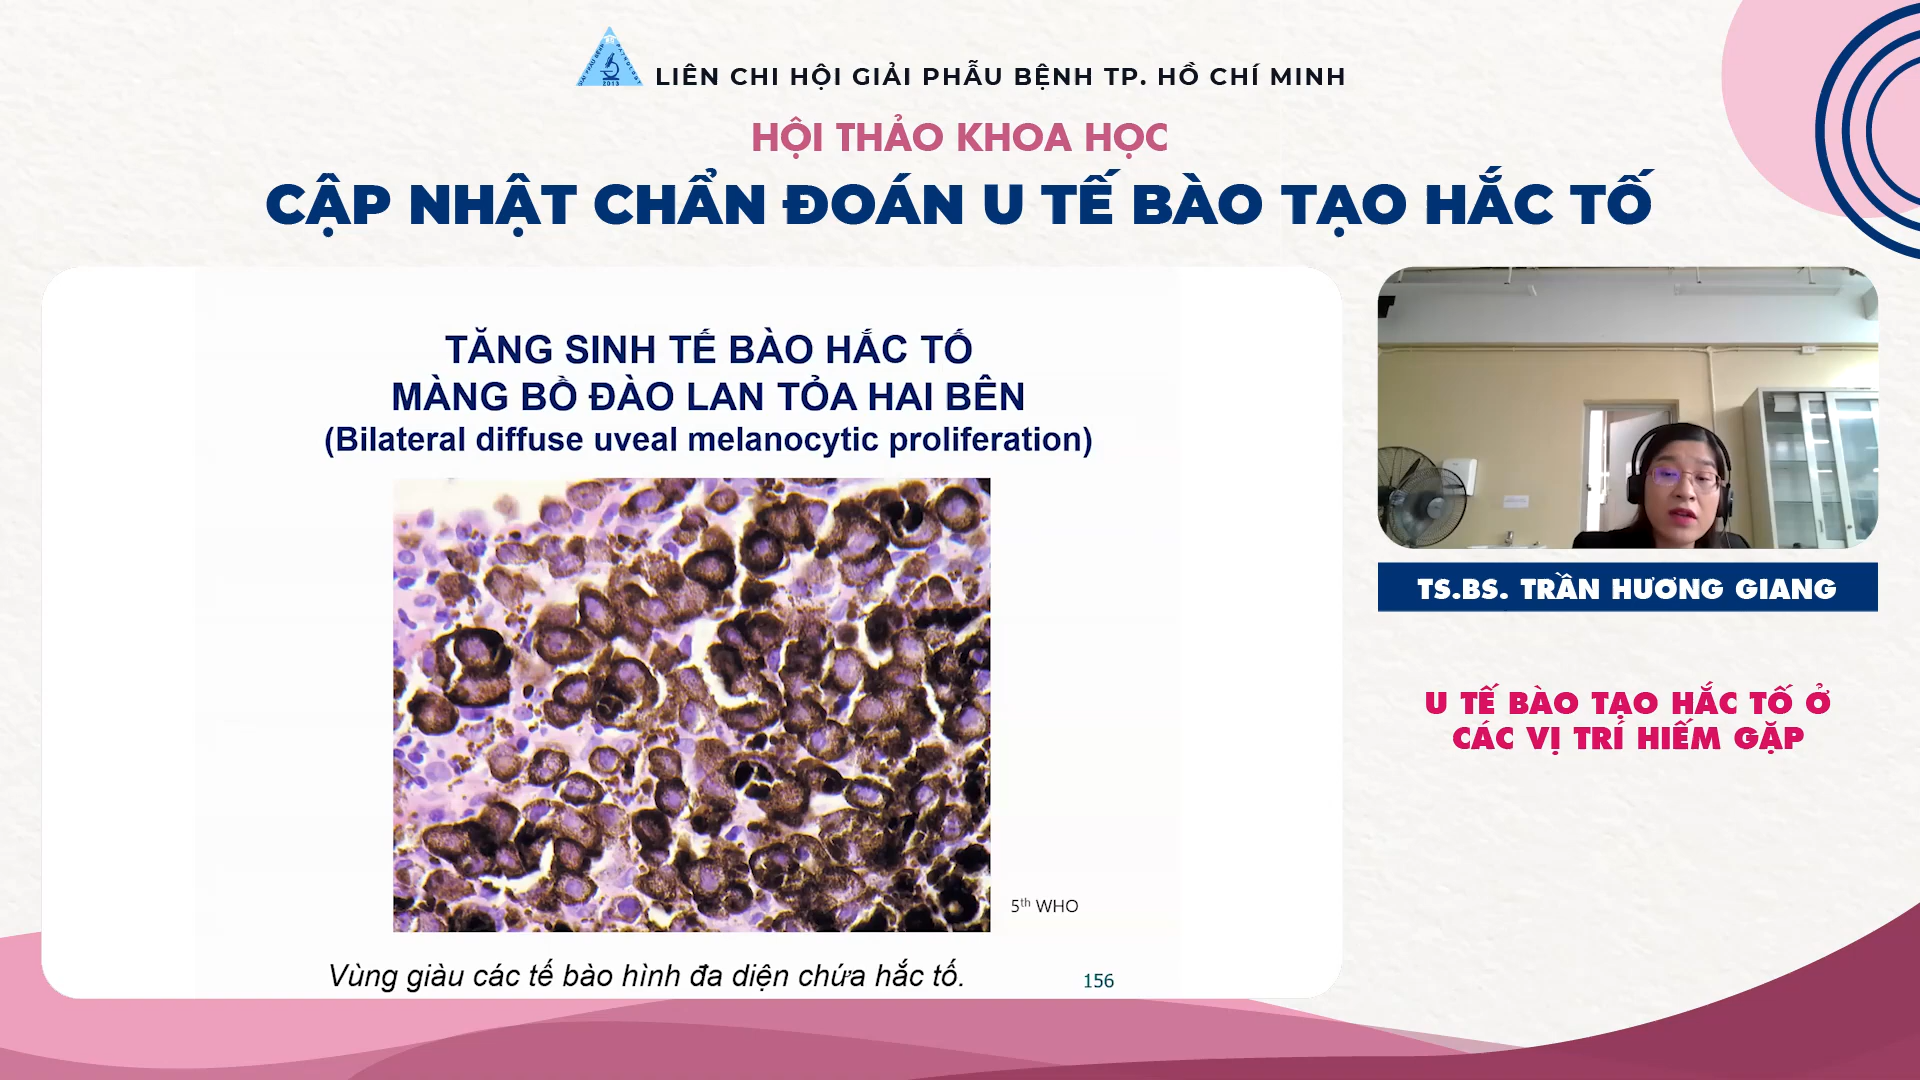 LIÊN CHI HỘI GIẢI PHẪU BỆNH TP. HỒ CHÍ MINH
HỘI THẢO KHOA HỌC
CẬP NHẬT CHẨN ĐOÁN U TẾ BÀO TẠO HẮC TỐ
TĂNG SINH TẾ BÀO HẮC TỐ
MÀNG BỒ ĐÀO LAN TỎA HAI BÊN
(Bilateral diffuse uveal melanocytic proliferation)
5th WHO
Vùng giàu các tế bào hình đa diện chứa hắc tố.
156
TS.BS. TRẦN HƯƠNG GIANG
U TẾ BÀO TẠO HẮC TỐ Ở
CÁC VỊ TRÍ HIẾM GẶP